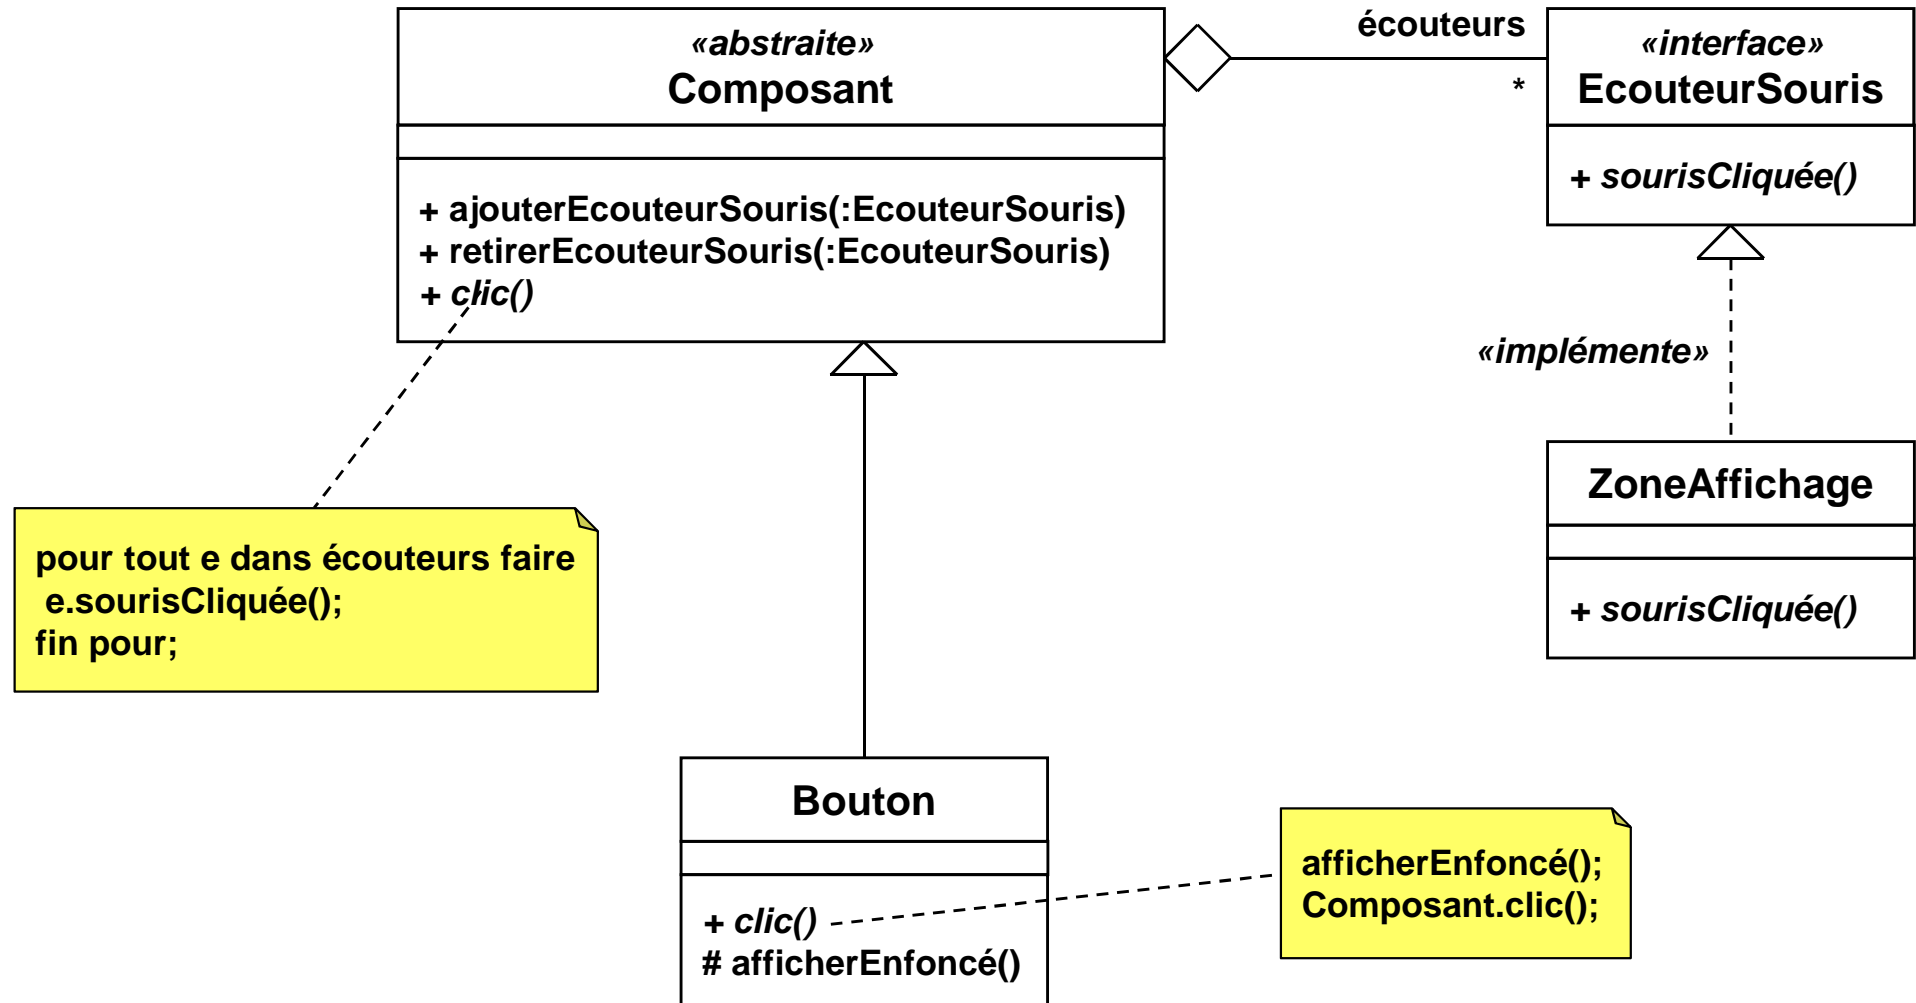 «abstraite»
Composant
+ ajouterEcouteurSouris(:EcouteurSouris)
+ retirerEcouteurSouris(:EcouteurSouris)
+ clic()
écouteurs
*
«interface»
EcouteurSouris
+ sourisCliquée()
«implémente»
ZoneAffichage
+ sourisCliquée()
pour tout e dans écouteurs faire
e.sourisCliquée();
fin pour;
Bouton
+ clic()
# afficherEnfoncé()
afficherEnfoncé();
Composant.clic();